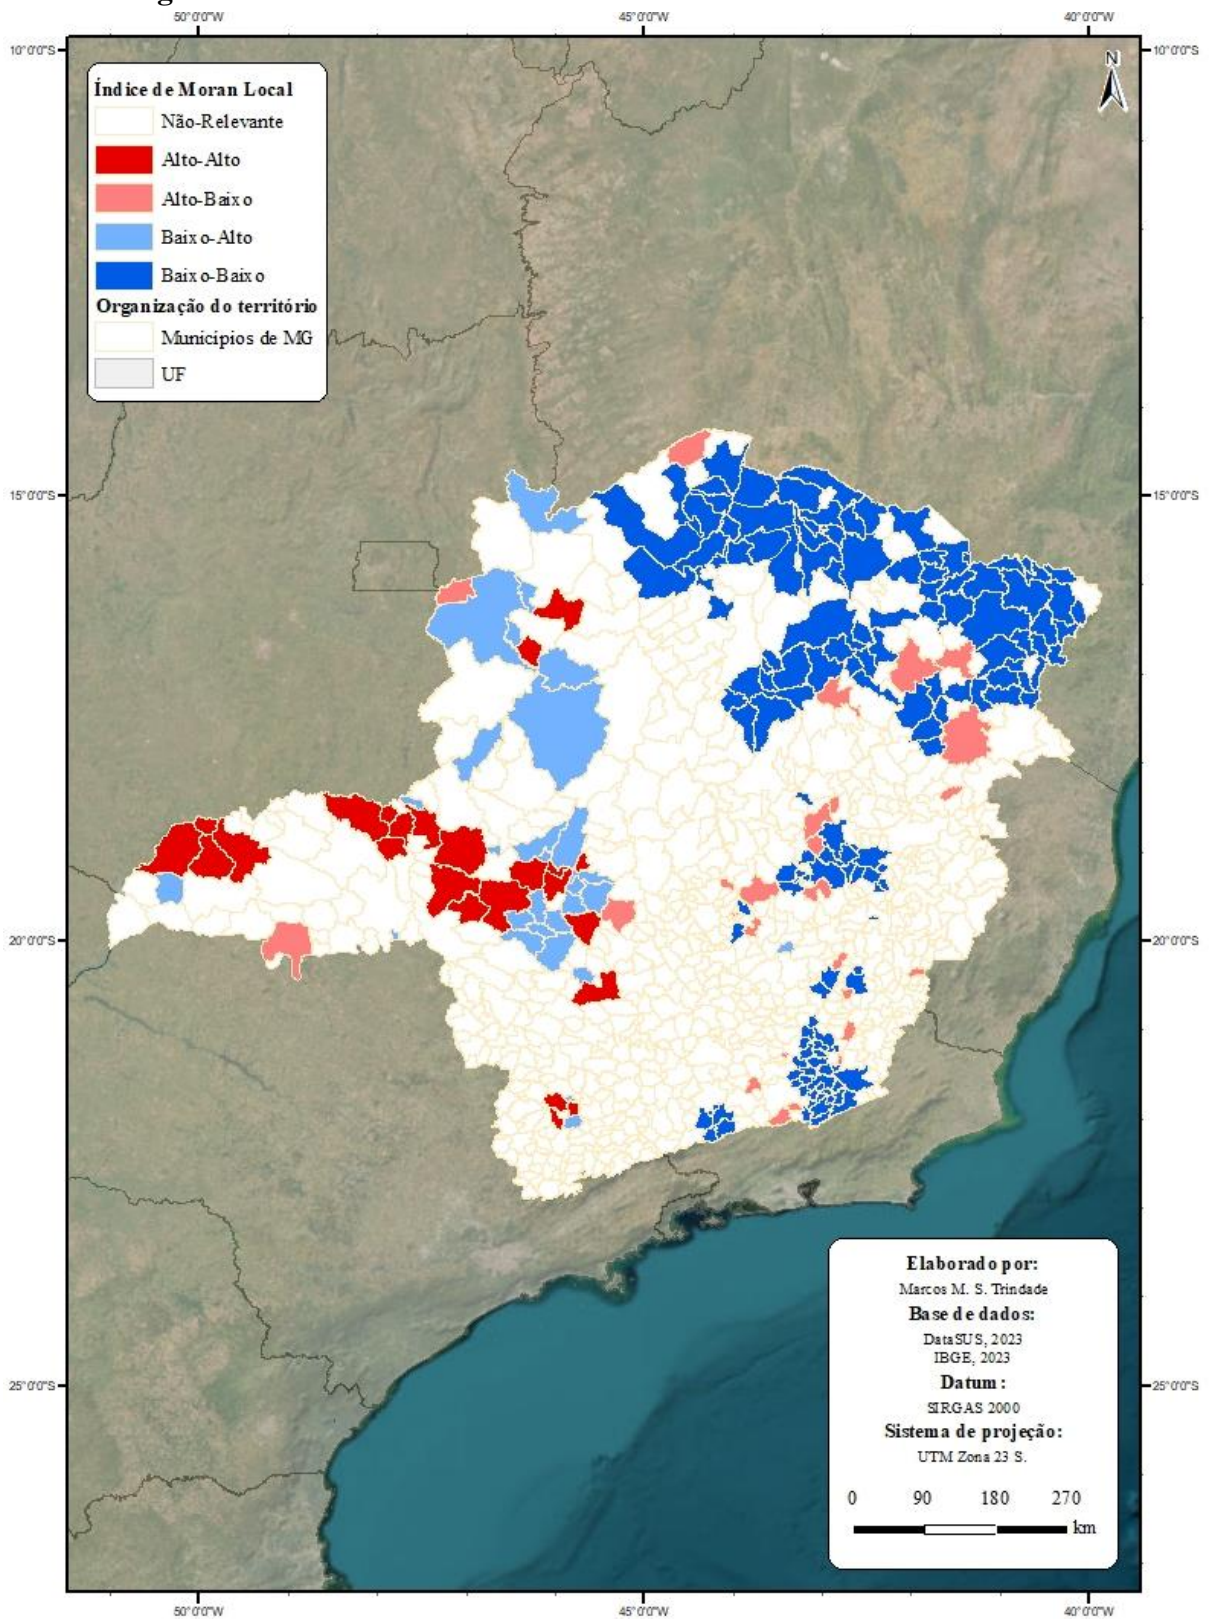 50°0'0"W 45°0'0"W 40°0'0"W
10°0'0"S 10°0'0"S
N
Índice de Moran Local
Não-Relevante
Alto-Alto
Alto-Baixo
Baixo-Alto
Baixo-Baixo
Organização do território
Municípios de MG
UF
15°0'0"S 15°0'0"S
20°0'0"S 20°0'0"S
Elaborado por:
Marcos M. S. Trindade
Base de dados:
DataSUS, 2023
IBGE, 2023
Datum:
SIRGAS 2000
Sistema de projeção:
UTM Zona 23 S.
0 90 180 270
km
25°0'0"S 25°0'0"S
50°0'0"W 45°0'0"W 40°0'0"W